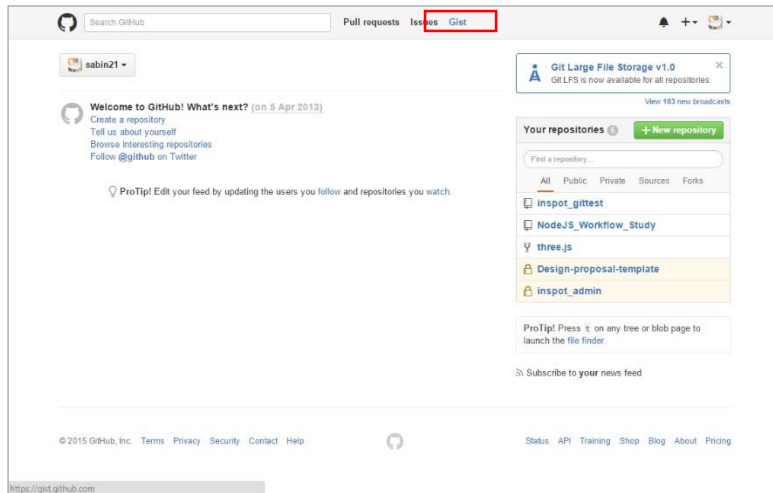 Search GitHub
Pull requests Issues Gist
sabin21
Welcome to GitHub! What's next? (on 5 Apr 2013)
Create a repository
Tell us about yourself
Browse interesting repositories
Follow @github on Twitter
ProTip! Edit your feed by updating the users you follow and repositories you watch.
Git Large File Storage v1.0
Git LFS is now available for all repositories.
View 103 new broadcasts
Your repositories 5
+ New repository
Find a repository...
All Public Private Sources Forks
inspot_gittest
NodeJS_Workflow_Study
three.js
Design-proposal-template
inspot_admin
ProTip! Press t on any tree or blob page to
launch the file finder.
Subscribe to your news feed
© 2015 GitHub, Inc. Terms Privacy Security Contact Help
Status API Training Shop Blog About Pricing
https://gist.github.com